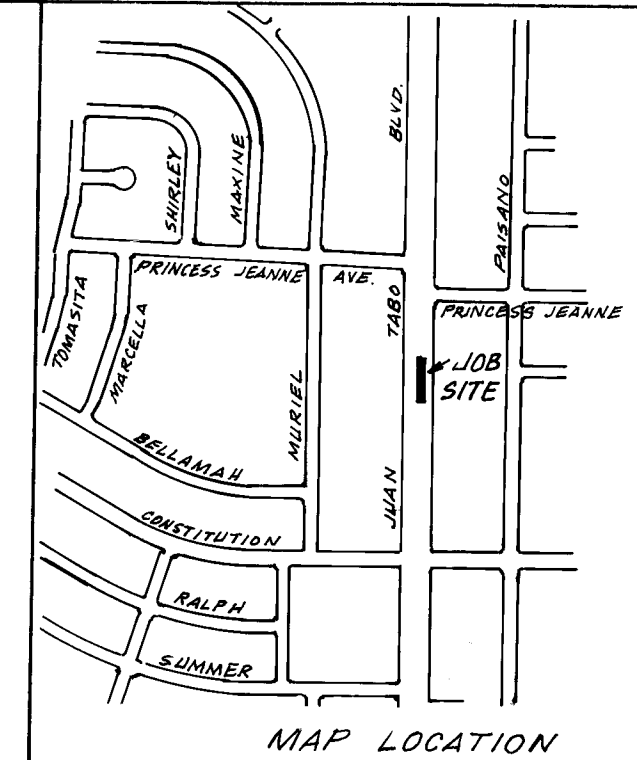 BLVD.
SHIRLEY
MAXINE
PAISANO
PRINCESS JEANNE AVE.
TABO
PRINCESS JEANNE
TOMASITA
MARCELLA
MURIEL
JOB
SITE
BELLAMAH
JUAN
CONSTITUTION
RALPH
SUMMER
MAP LOCATION